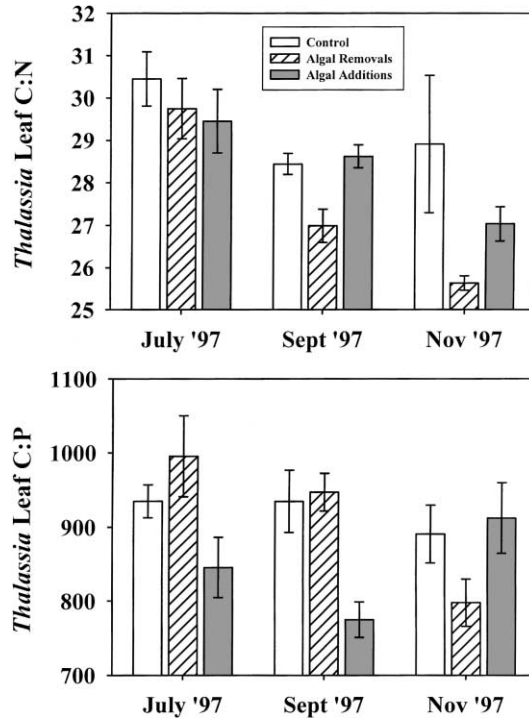 Thalassia Leaf C:N
32
31
30
29
28
27
26
25
Control
Algal Removals
Algal Additions
July '97
Sept '97
Nov '97
Thalassia Leaf C:P
1100
1000
900
800
700
July '97
Sept '97
Nov '97